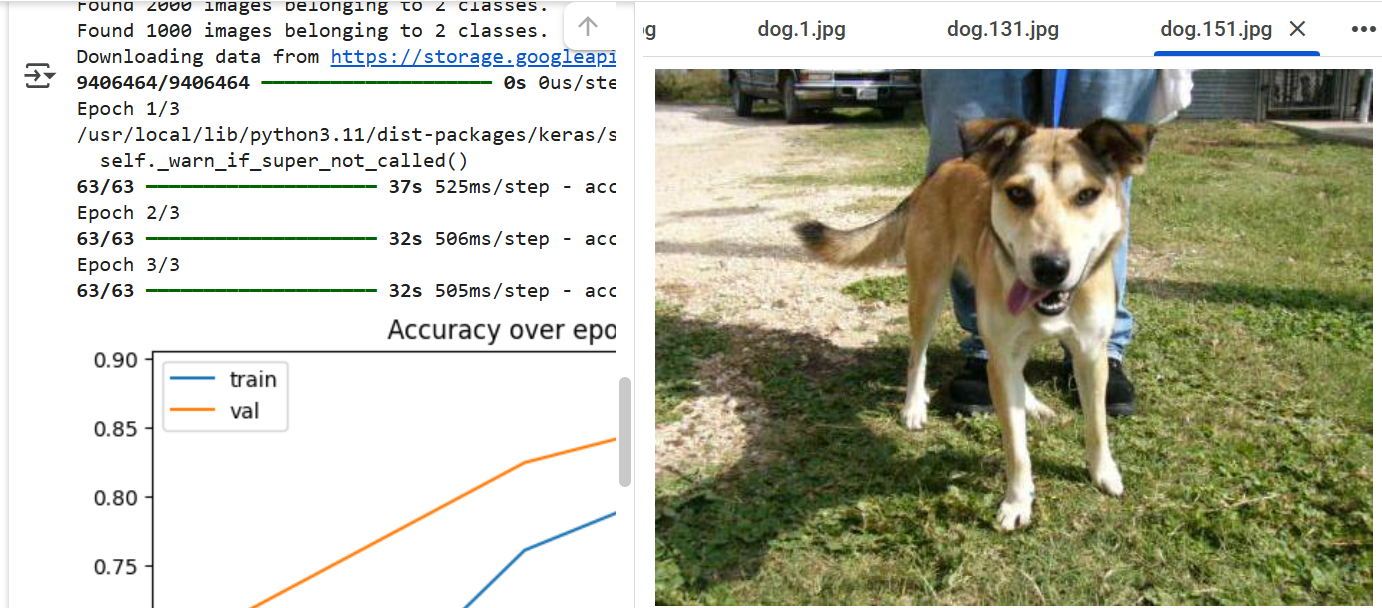 Found 2000 images belonging to 2 classes.
Found 1000 images belonging to 2 classes.
Downloading data from https://storage.googleapi
9406464/9406464 ━━━━━━━━━━━━━━━━━━━━ 0s 0us/ste
Epoch 1/3
/usr/local/lib/python3.11/dist-packages/keras/s
self._warn_if_super_not_called()
63/63 ━━━━━━━━━━━━━━━━━━━━ 37s 525ms/step - acc
Epoch 2/3
63/63 ━━━━━━━━━━━━━━━━━━━━ 32s 506ms/step - acc
Epoch 3/3
63/63 ━━━━━━━━━━━━━━━━━━━━ 32s 505ms/step - acc
Accuracy over epo
0.90
train
val
0.85
0.80
0.75
g dog.1.jpg dog.131.jpg dog.151.jpg